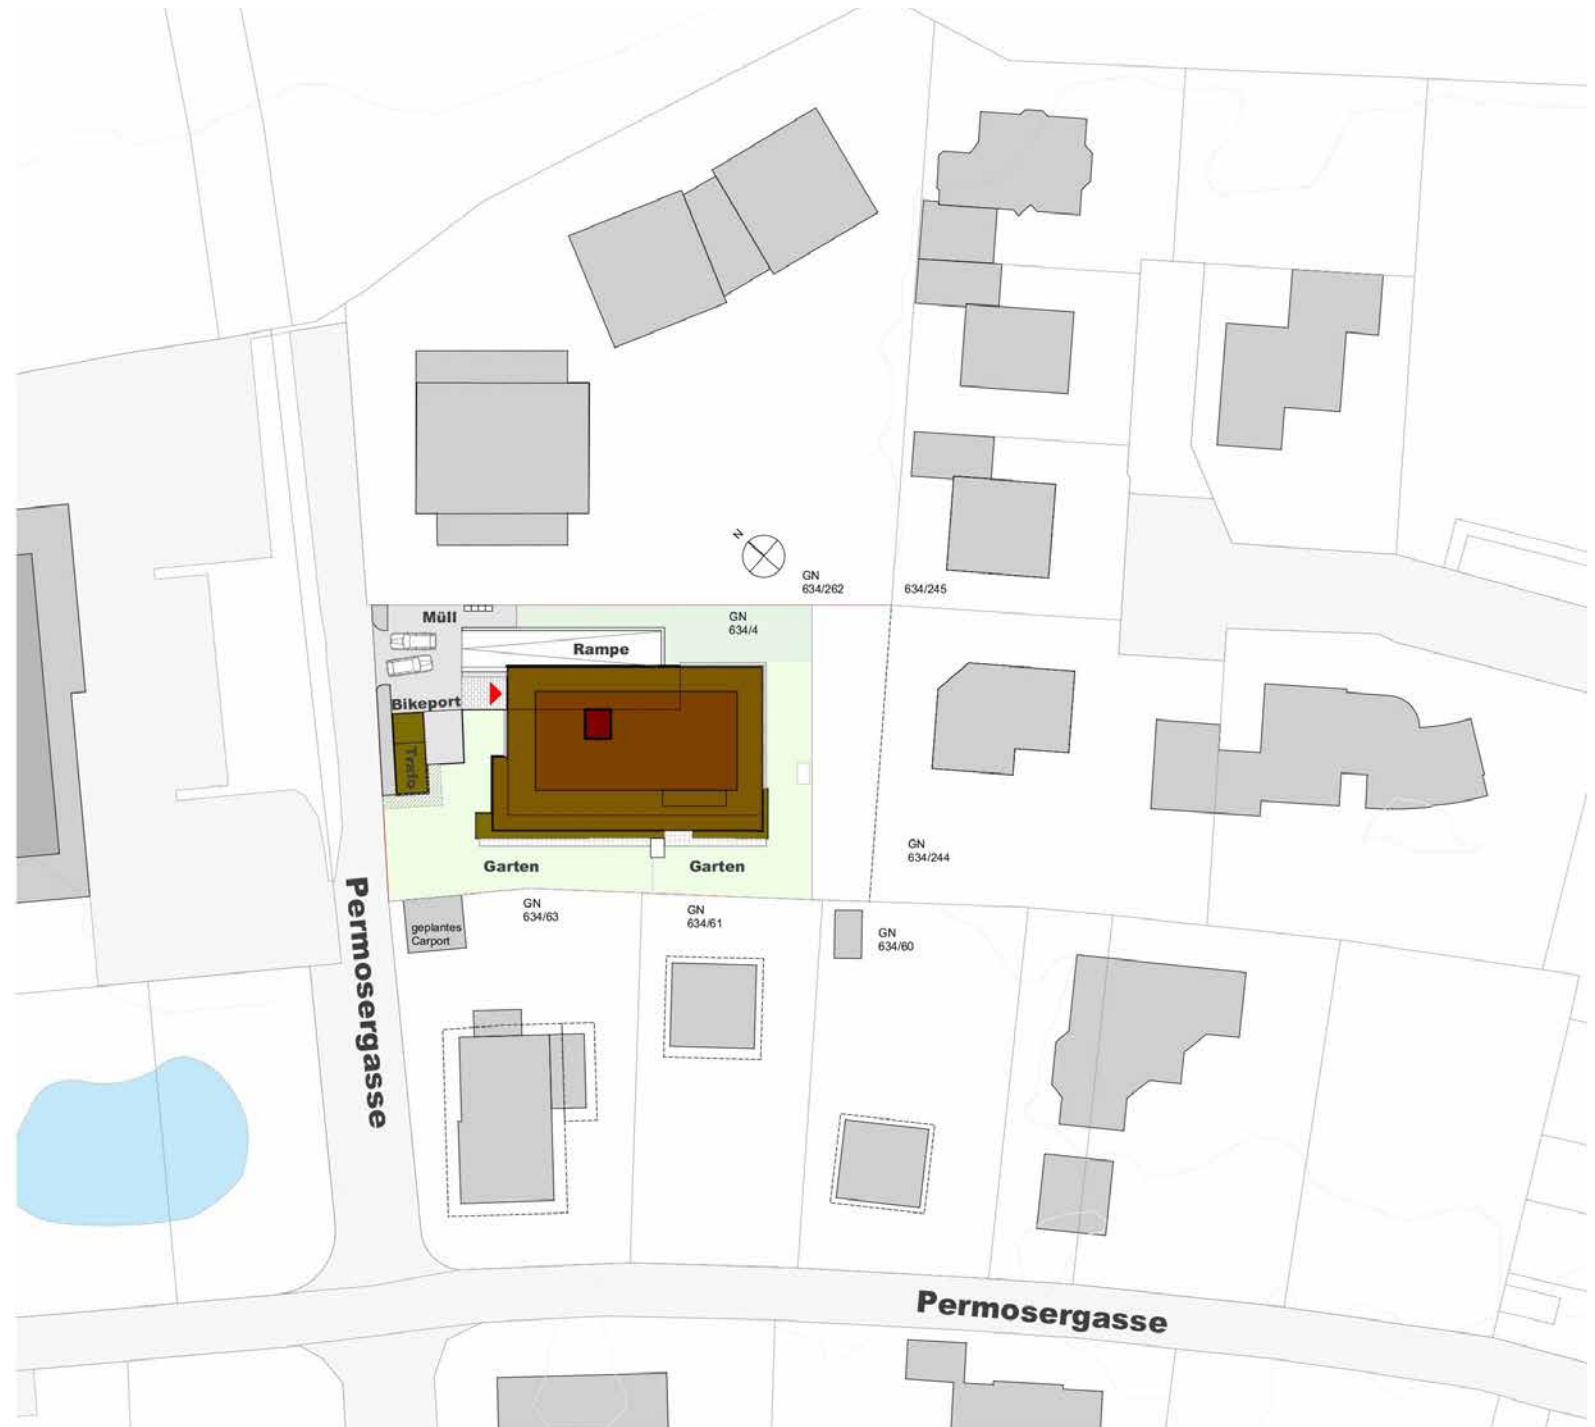 N
GN
634/262
634/245
Müll
GN
634/4
Rampe
Bikeport
Trafo
GN
634/244
Garten
Garten
Permosergasse
geplantes
Carport
GN
634/63
GN
634/61
GN
634/60
Permosergasse